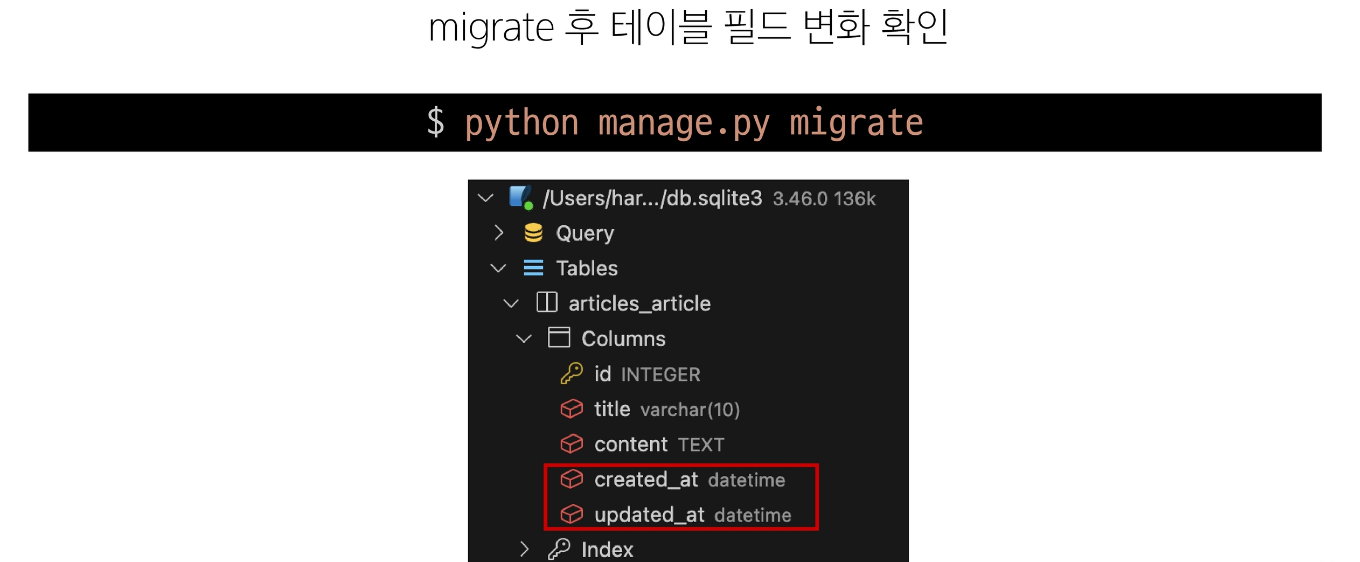 migrate 후 테이블 필드 변화 확인
$ python manage.py migrate
/Users/har.../db.sqlite3 3.46.0 136k
Query
Tables
articles_article
Columns
id INTEGER
title varchar(10)
content TEXT
created_at datetime
updated_at datetime
Index